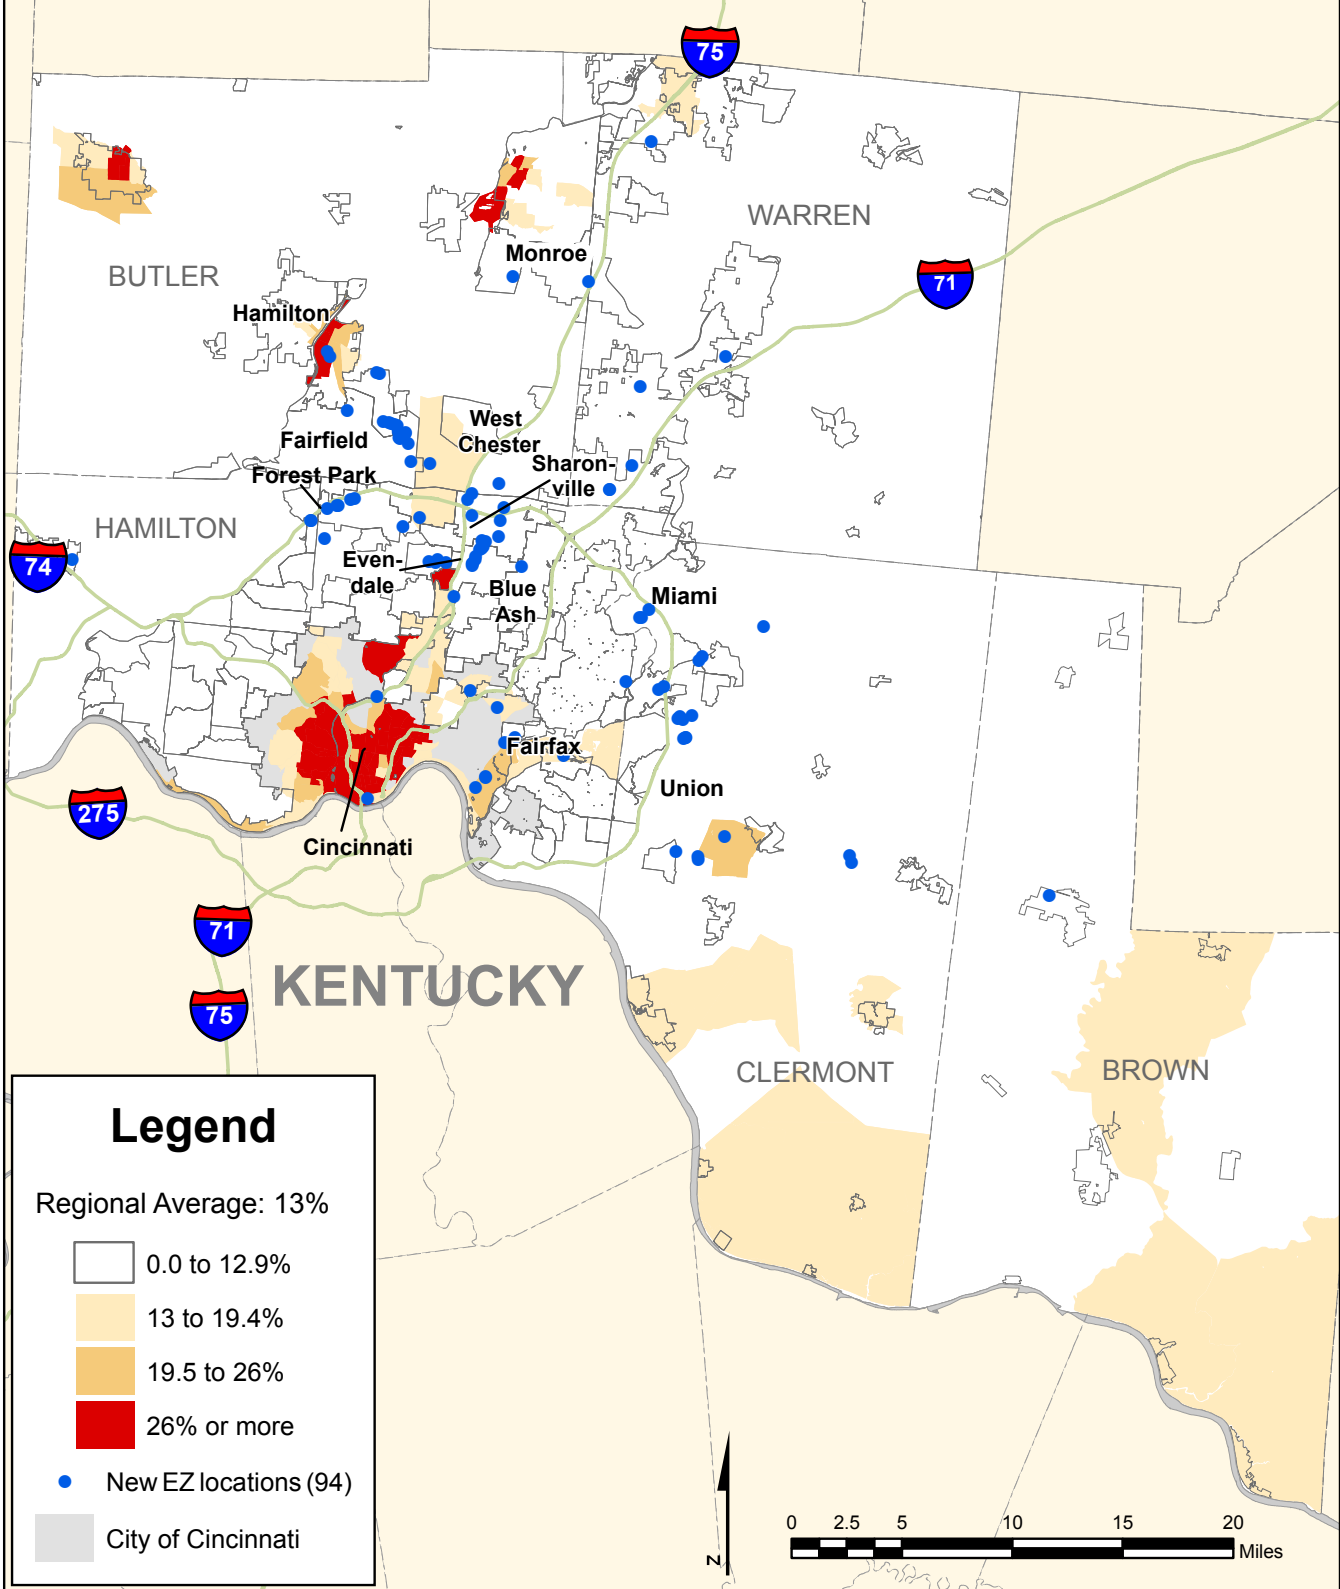 75
WARREN
BUTLER
Monroe
71
Hamilton
West
Chester
Fairfield
Sharon-
ville
Forest Park
HAMILTON
74
Even-
dale
Blue
Ash
Miami
Fairfax
Union
275
Cincinnati
71
KENTUCKY
75
CLERMONT
BROWN
Legend
Regional Average: 13%
0.0 to 12.9%
13 to 19.4%
19.5 to 26%
26% or more
New EZ locations (94)
City of Cincinnati
N
0 2.5 5 10 15 20
Miles